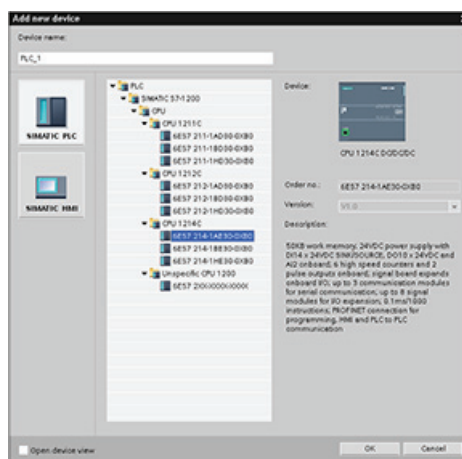 Add new device
Device name:
PLC_1
SIMATIC PLC
SIMATIC HMI
PLC
SIMATIC S7-1200
CPU
CPU 1211C
6ES7 211-1AD30-0XB0
6ES7 211-1BD30-0XB0
6ES7 211-1HD30-0XB0
CPU 1212C
6ES7 212-1AD30-0XB0
6ES7 212-1BD30-0XB0
6ES7 212-1HD30-0XB0
CPU 1214C
6ES7 214-1AE30-0XB0
6ES7 214-1BE30-0XB0
6ES7 214-1HE30-0XB0
Unspecific CPU 1200
6ES7 2XX-XXXXX-XXXX
Device:
CPU 1214C DC/DC/DC
Order no.: 6ES7 214-1AE30-0XB0
Version: V1.0
Description:
50KB work memory; 24VDC power supply with
DI14 x 24VDC SINK/SOURCE, DO10 x 24VDC and
AI2 onboard; 6 high speed counters and 2
pulse outputs onboard; signal board expands
onboard I/O; up to 3 communication modules
for serial communication; up to 8 signal
modules for I/O expansion; 0.1ms/1000
instructions; PROFINET connection for
programming, HMI and PLC to PLC
communication
Open device view
OK
Cancel